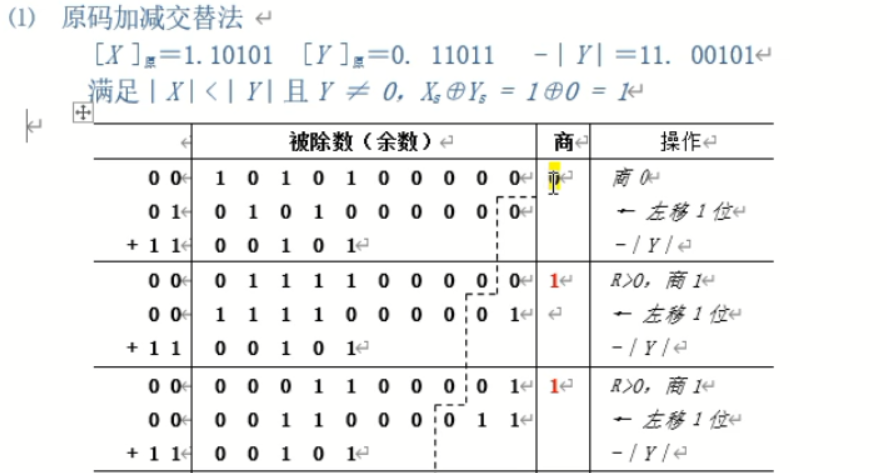 (1) 原码加减交替法
[X]原=1.10101 [Y]原=0. 11011 -|Y|=11. 00101
满足|X|<|Y|且 Y ≠ 0, Xs⊕Ys = 1⊕0 = 1
被除数（余数） 商 操作
0 0 1 0 1 0 1 0 0 0 0 0 0 商 0
0 1 0 1 0 1 0 0 0 0 0 0 ← 左移 1 位
+ 1 1 0 0 1 0 1 -|Y|
0 0 0 1 1 1 1 0 0 0 0 0 1 R>0, 商 1
0 0 1 1 1 1 0 0 0 0 0 1 ← 左移 1 位
+ 1 1 0 0 1 0 1 -|Y|
0 0 0 0 0 1 1 0 0 0 0 1 1 R>0, 商 1
0 0 0 0 1 1 0 0 0 0 1 1 ← 左移 1 位
+ 1 1 0 0 1 0 1 -|Y|